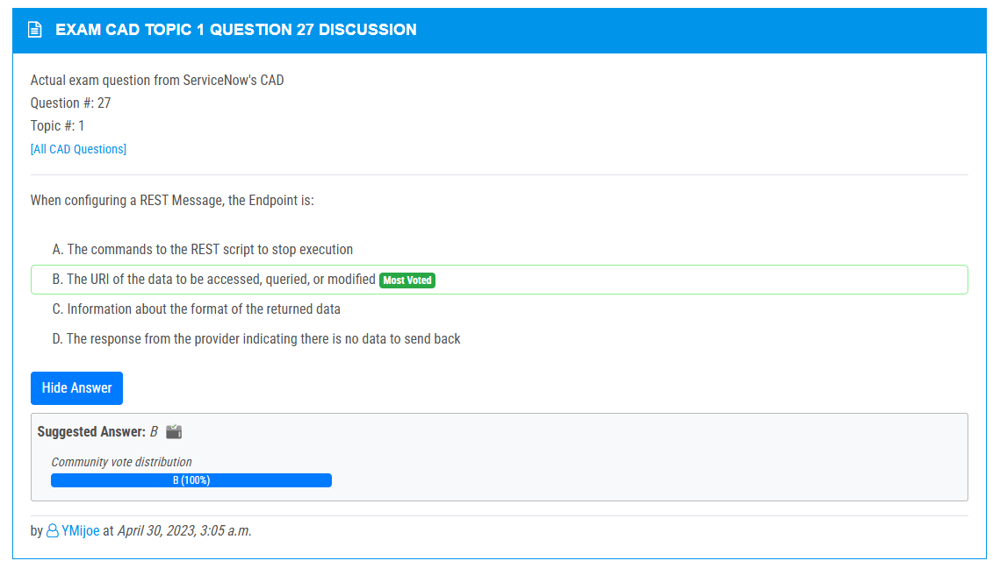 EXAM CAD TOPIC 1 QUESTION 27 DISCUSSION
Actual exam question from ServiceNow's CAD
Question #: 27
Topic #: 1
[All CAD Questions]
When configuring a REST Message, the Endpoint is:
A. The commands to the REST script to stop execution
B. The URI of the data to be accessed, queried, or modified Most Voted
C. Information about the format of the returned data
D. The response from the provider indicating there is no data to send back
Hide Answer
Suggested Answer: B
Community vote distribution
B (100%)
by YMijoe at April 30, 2023, 3:05 a.m.